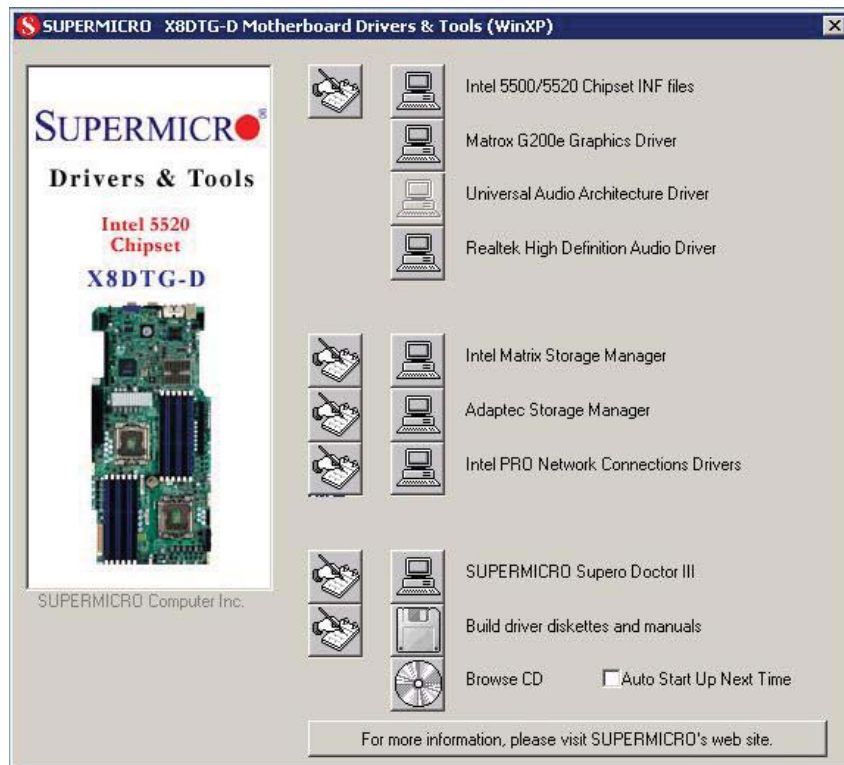 SUPERMICRO X8DTG-D Motherboard Drivers & Tools (WinXP)
SUPERMICRO®
Drivers & Tools
Intel 5520
Chipset
X8DTG-D
SUPERMICRO Computer Inc.
Intel 5500/5520 Chipset INF files
Matrox G200e Graphics Driver
Universal Audio Architecture Driver
Realtek High Definition Audio Driver
Intel Matrix Storage Manager
Adaptec Storage Manager
Intel PRO Network Connections Drivers
SUPERMICRO Supero Doctor III
Build driver diskettes and manuals
Browse CD
Auto Start Up Next Time
For more information, please visit SUPERMICRO's web site.